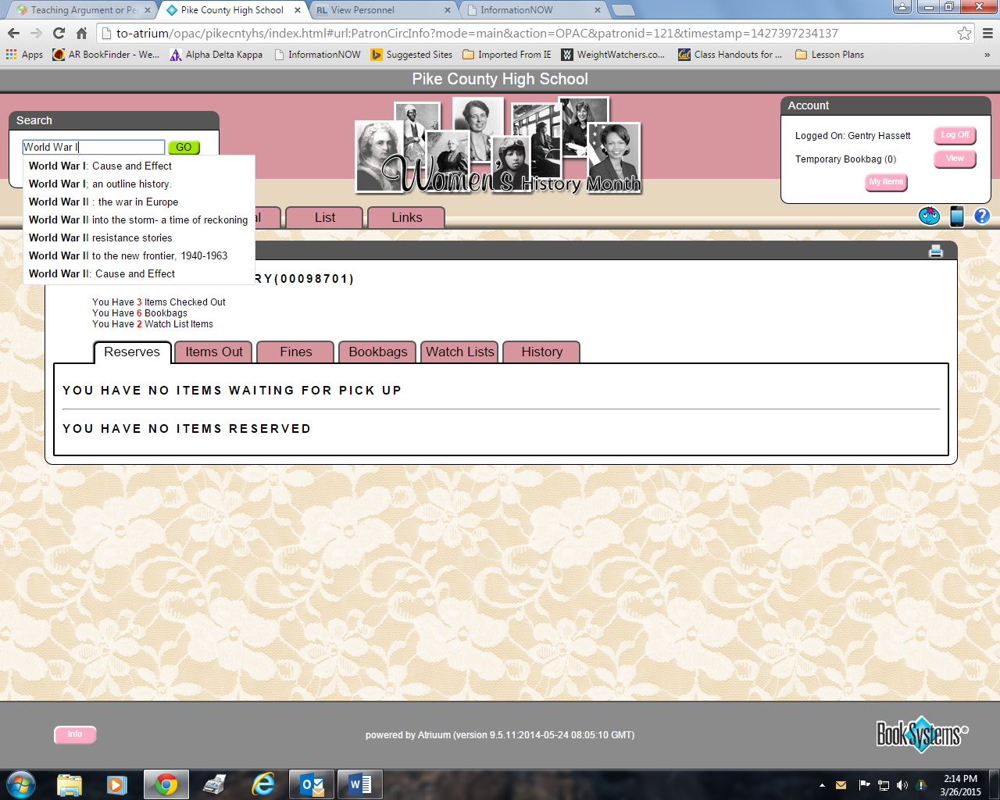 Teaching Argument or Pe
Pike County High School
RL View Personnel
InformationNOW
to-atrium/opac/pikecntyhs/index.html#url:PatronCircInfo?mode=main&action=OPAC&patronid=121&timestamp=1427397234137
Apps
AR BookFinder - We...
Alpha Delta Kappa
InformationNOW
Suggested Sites
Imported From IE
WeightWatchers.co...
Cal Class Handouts for ...
Lesson Plans
»
Pike County High School
Search
World War I
GO
World War I: Cause and Effect
World War I; an outline history.
World War II : the war in Europe
World War II into the storm- a time of reckoning
World War II resistance stories
World War II to the new frontier, 1940-1963
World War II: Cause and Effect
Women's History Month
Account
Logged On: Gentry Hassett
Log Off
Temporary Bookbag (0)
View
My Items
al
List
Links
?
RY(00098701)
You Have 3 Items Checked Out
You Have 6 Bookbags
You Have 2 Watch List Items
Reserves
Items Out
Fines
Bookbags
Watch Lists
History
YOU HAVE NO ITEMS WAITING FOR PICK UP
YOU HAVE NO ITEMS RESERVED
Info
powered by Atriuum (version 9.5.11:2014-05-24 08:05:10 GMT)
BookSystems
2:14 PM
3/26/2015